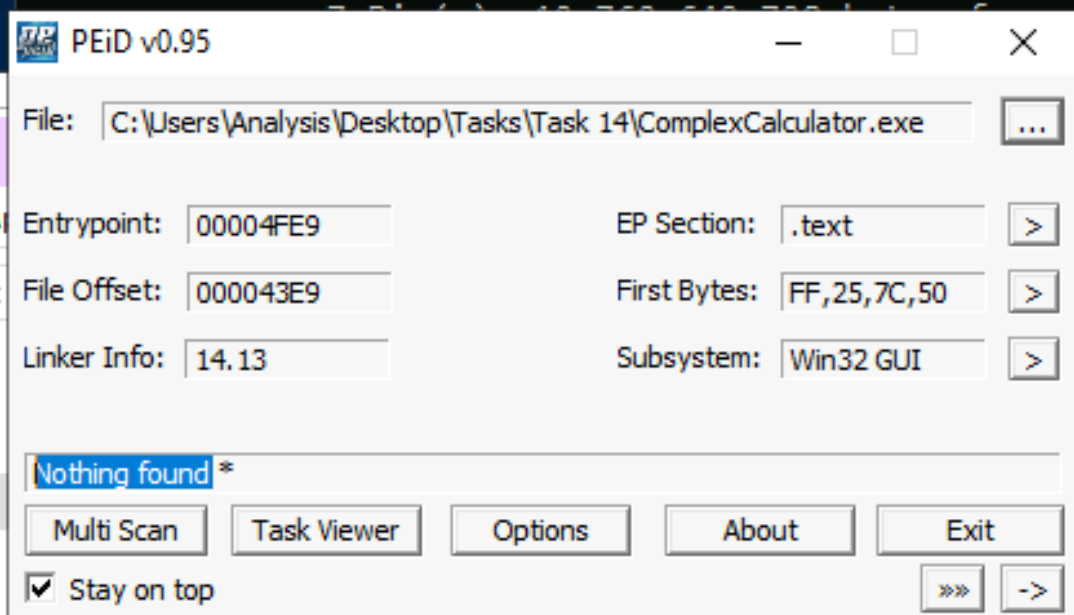 PEiD v0.95
File: C:\Users\Analysis\Desktop\Tasks\Task 14\ComplexCalculator.exe ...
Entrypoint: 00004FE9 EP Section: .text >
File Offset: 000043E9 First Bytes: FF,25,7C,50 >
Linker Info: 14.13 Subsystem: Win32 GUI >
Nothing found *
Multi Scan Task Viewer Options About Exit
Stay on top »» ->